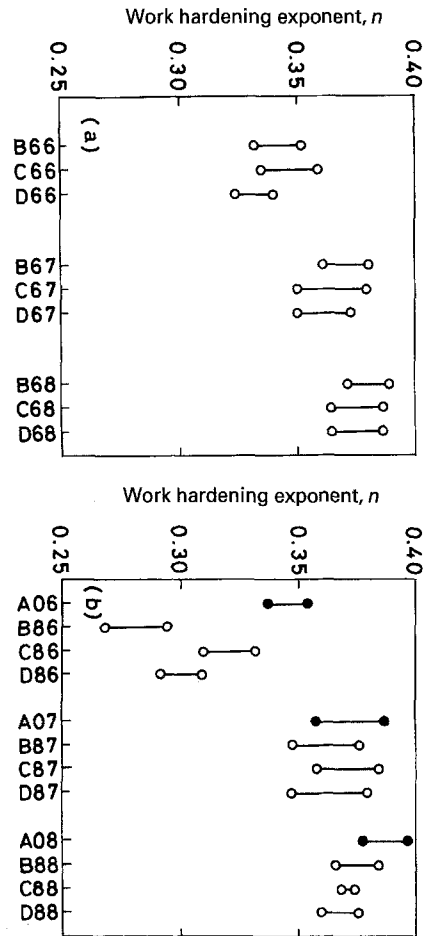 Work hardening exponent, n
0.25 0.30 0.35 0.40
(a)
B66
C66
D66
B67
C67
D67
B68
C68
D68
Work hardening exponent, n
0.25 0.30 0.35 0.40
(b)
A06
B86
C86
D86
A07
B87
C87
D87
A08
B88
C88
D88